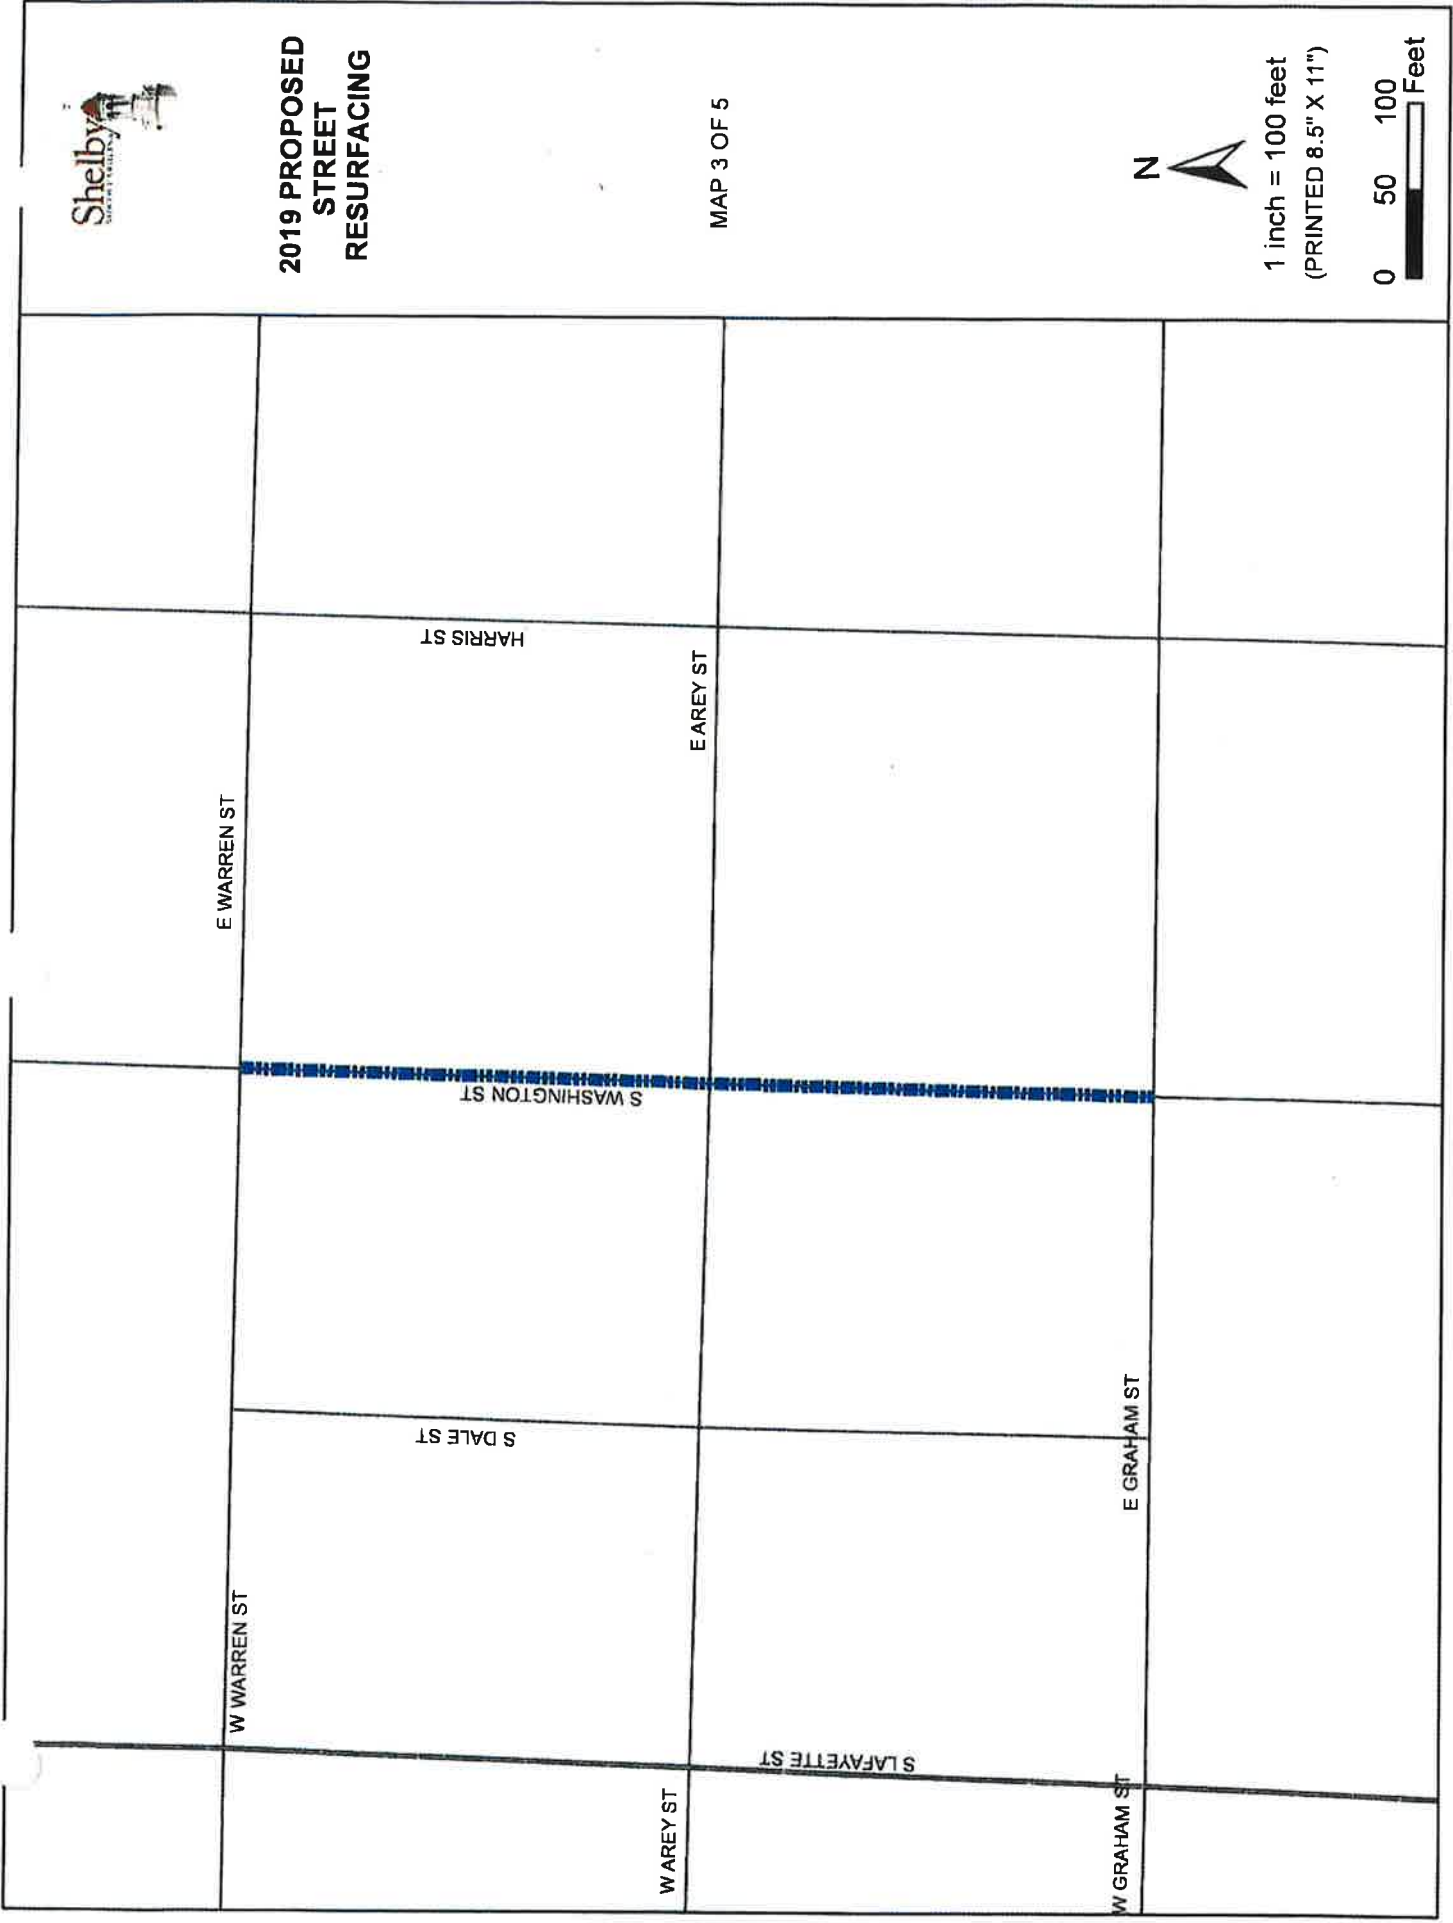 Shelby
2019 PROPOSED
STREET
RESURFACING
MAP 3 OF 5
N
1 inch = 100 feet
(PRINTED 8.5" X 11")
0 50 100
Feet
W WARREN ST
E WARREN ST
W AREY ST
E AREY ST
W GRAHAM ST
E GRAHAM ST
S LAFAYETTE ST
S DALE ST
S WASHINGTON ST
HARRIS ST